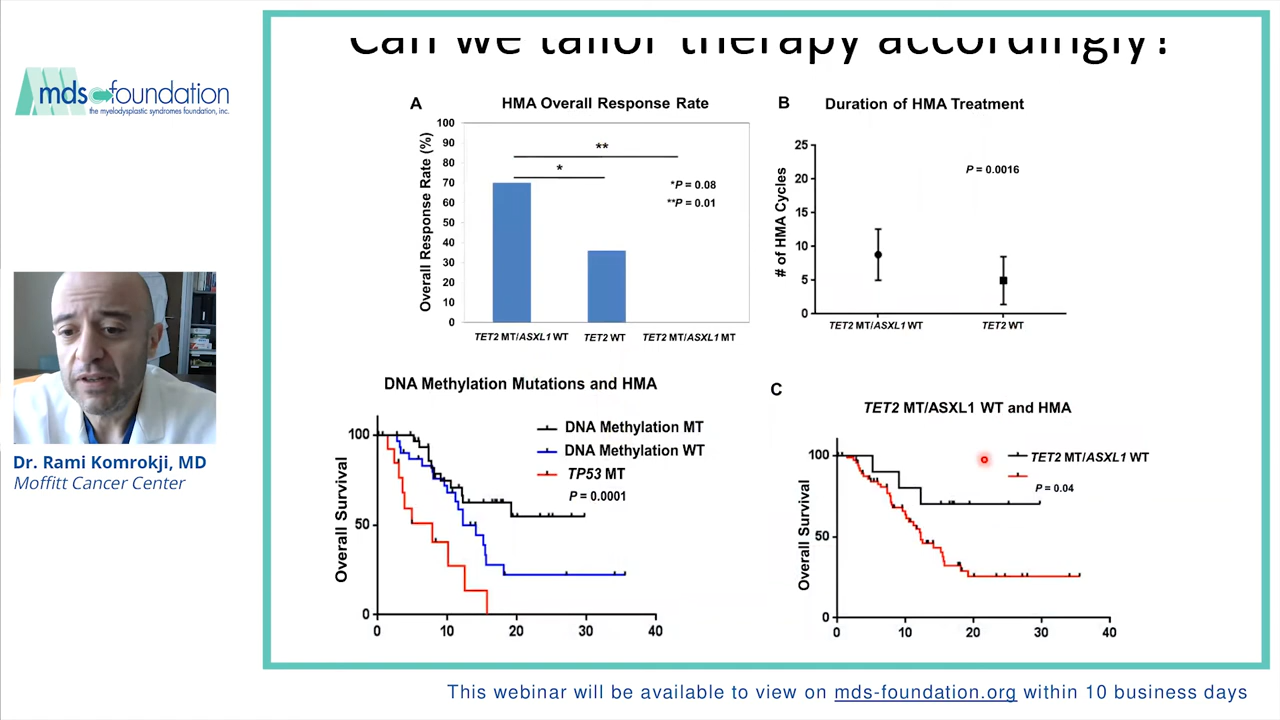 Can we tailor therapy accordingly?
mds foundation
the myelodysplastic syndromes foundation, inc.
A
HMA Overall Response Rate
Overall Response Rate (%)
100
90
80
70
60
50
40
30
20
10
0
**
*
*P = 0.08
**P = 0.01
TET2 MT/ASXL1 WT
TET2 WT
TET2 MT/ASXL1 MT
B
Duration of HMA Treatment
# of HMA Cycles
25
20
15
10
5
0
P = 0.0016
TET2 MT/ASXL1 WT
TET2 WT
Dr. Rami Komrokji, MD
Moffitt Cancer Center
DNA Methylation Mutations and HMA
Overall Survival
100
50
0
DNA Methylation MT
DNA Methylation WT
TP53 MT
P = 0.0001
0
10
20
30
40
C
TET2 MT/ASXL1 WT and HMA
Overall Survival
100
50
0
TET2 MT/ASXL1 WT
P = 0.04
0
10
20
30
40
This webinar will be available to view on mds-foundation.org within 10 business days